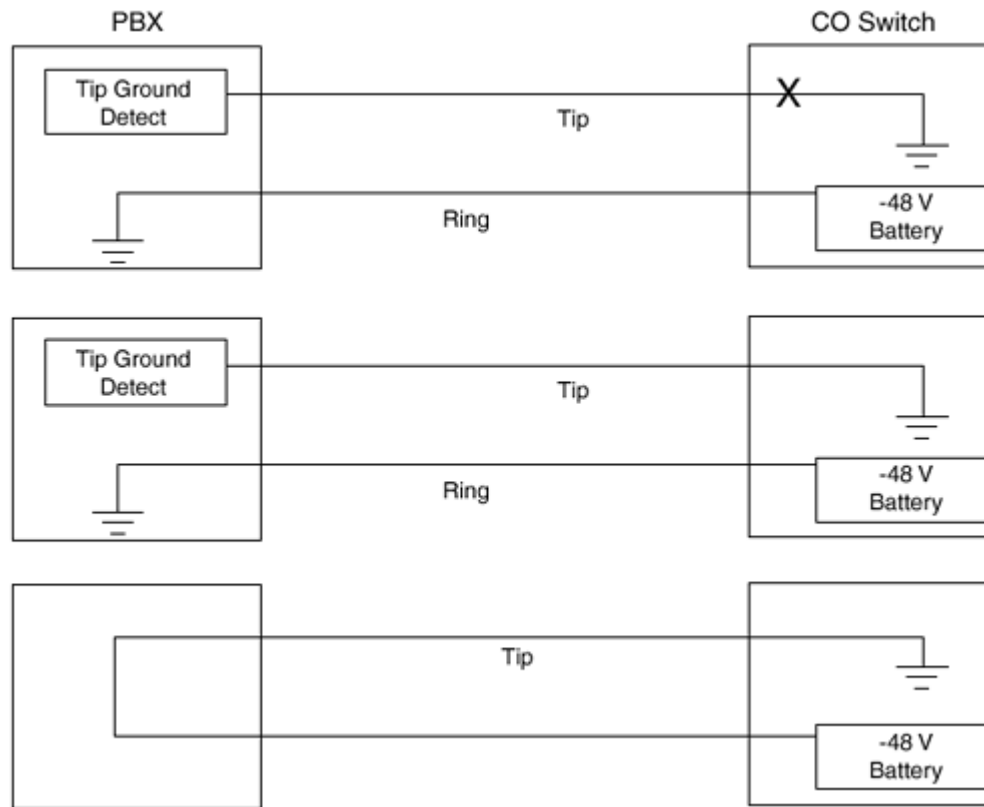 PBX
CO Switch
Tip Ground
Detect
Tip
X
Ring
-48 V
Battery
Tip Ground
Detect
Tip
Ring
-48 V
Battery
Tip
-48 V
Battery